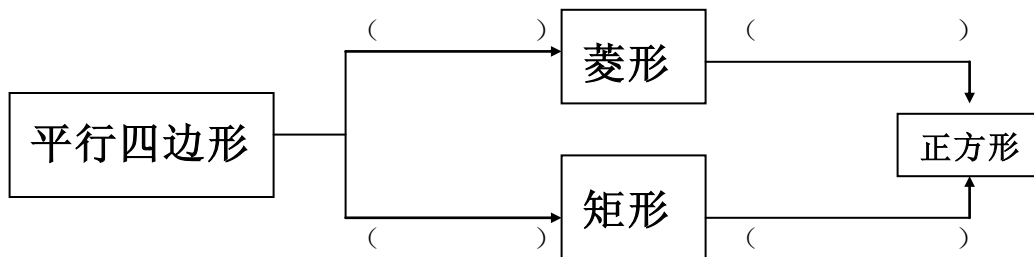 （　　　　　　　） （　　　　　　　　）
菱形
平行四边形
正方形
矩形
（　　　　　　　） （　　　　　　　　）